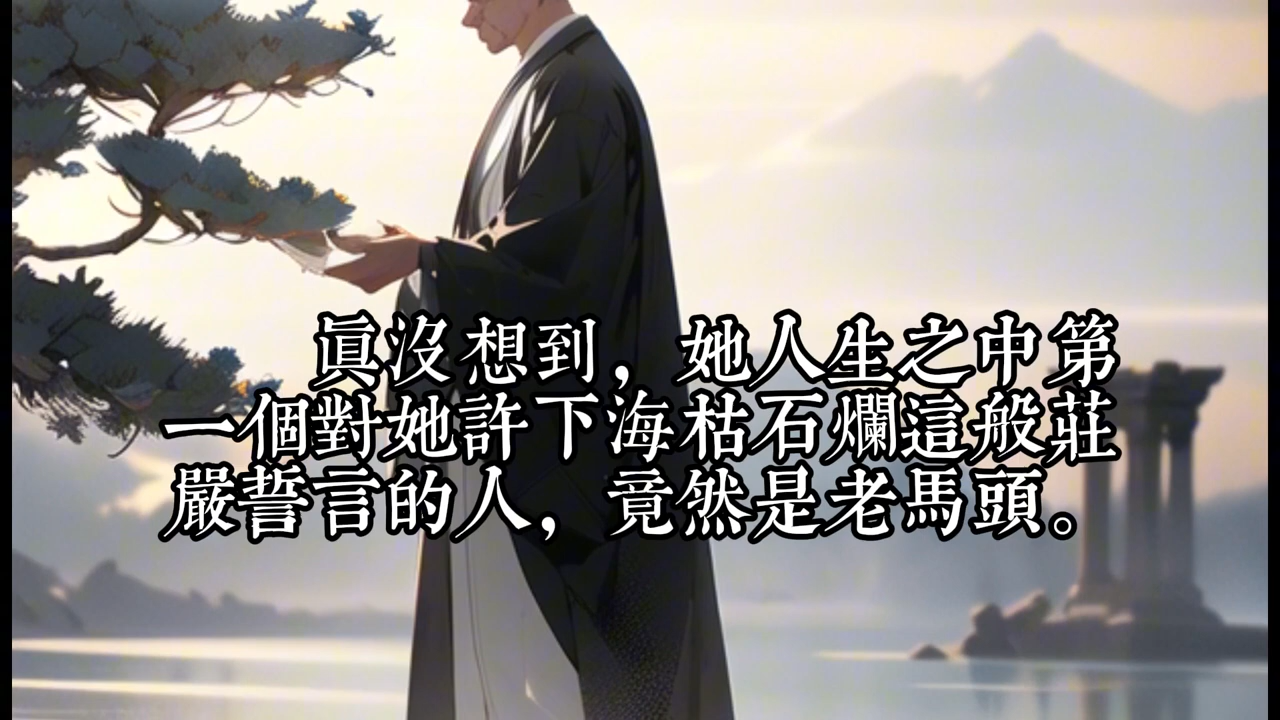 眞沒想到，她人生之中第
一個對她許下海枯石爛這般莊
嚴誓言的人，竟然是老馬頭。